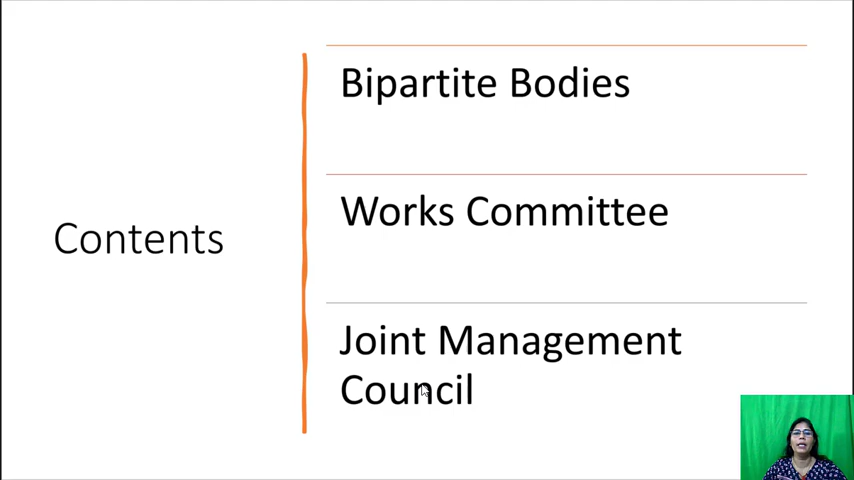 Contents
Bipartite Bodies
Works Committee
Joint Management
Council